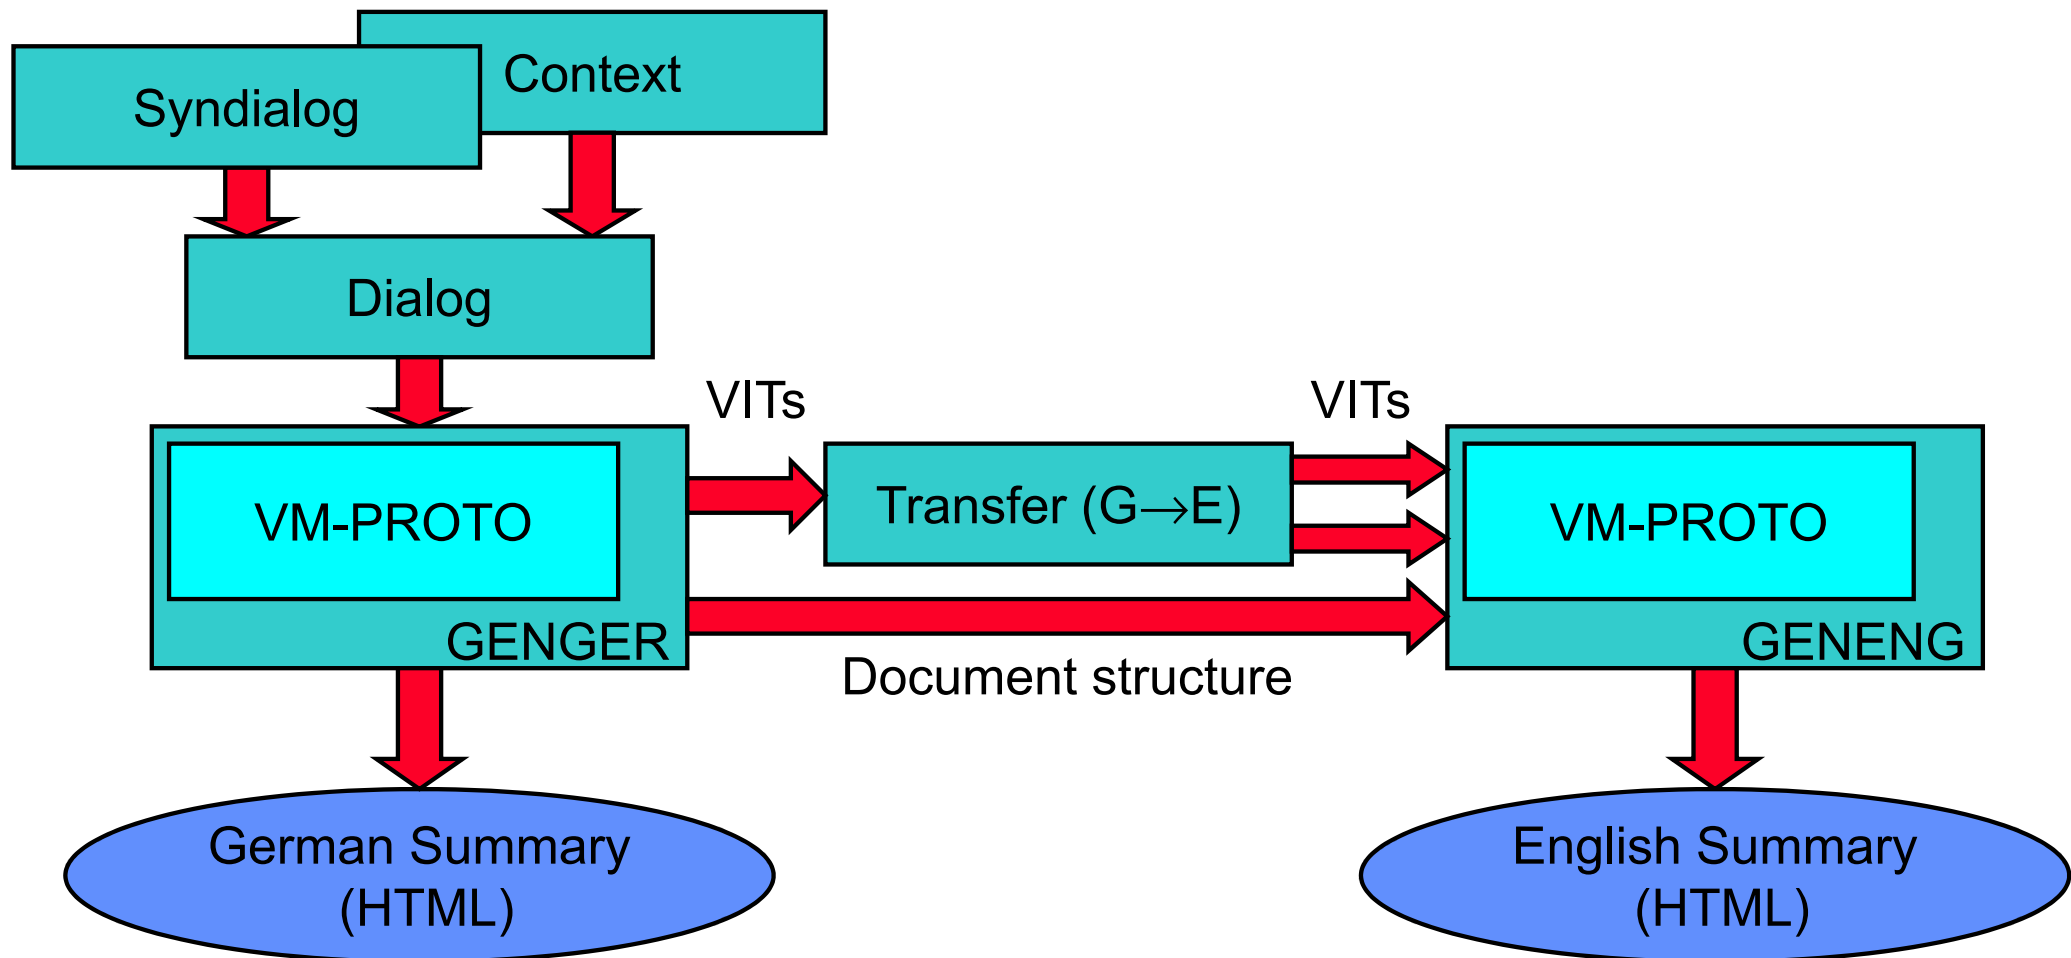 Context
Syndialog
Dialog
VITs
VITs
VM-PROTO
Transfer (G→E)
VM-PROTO
GENGER
GENENG
Document structure
German Summary
(HTML)
English Summary
(HTML)